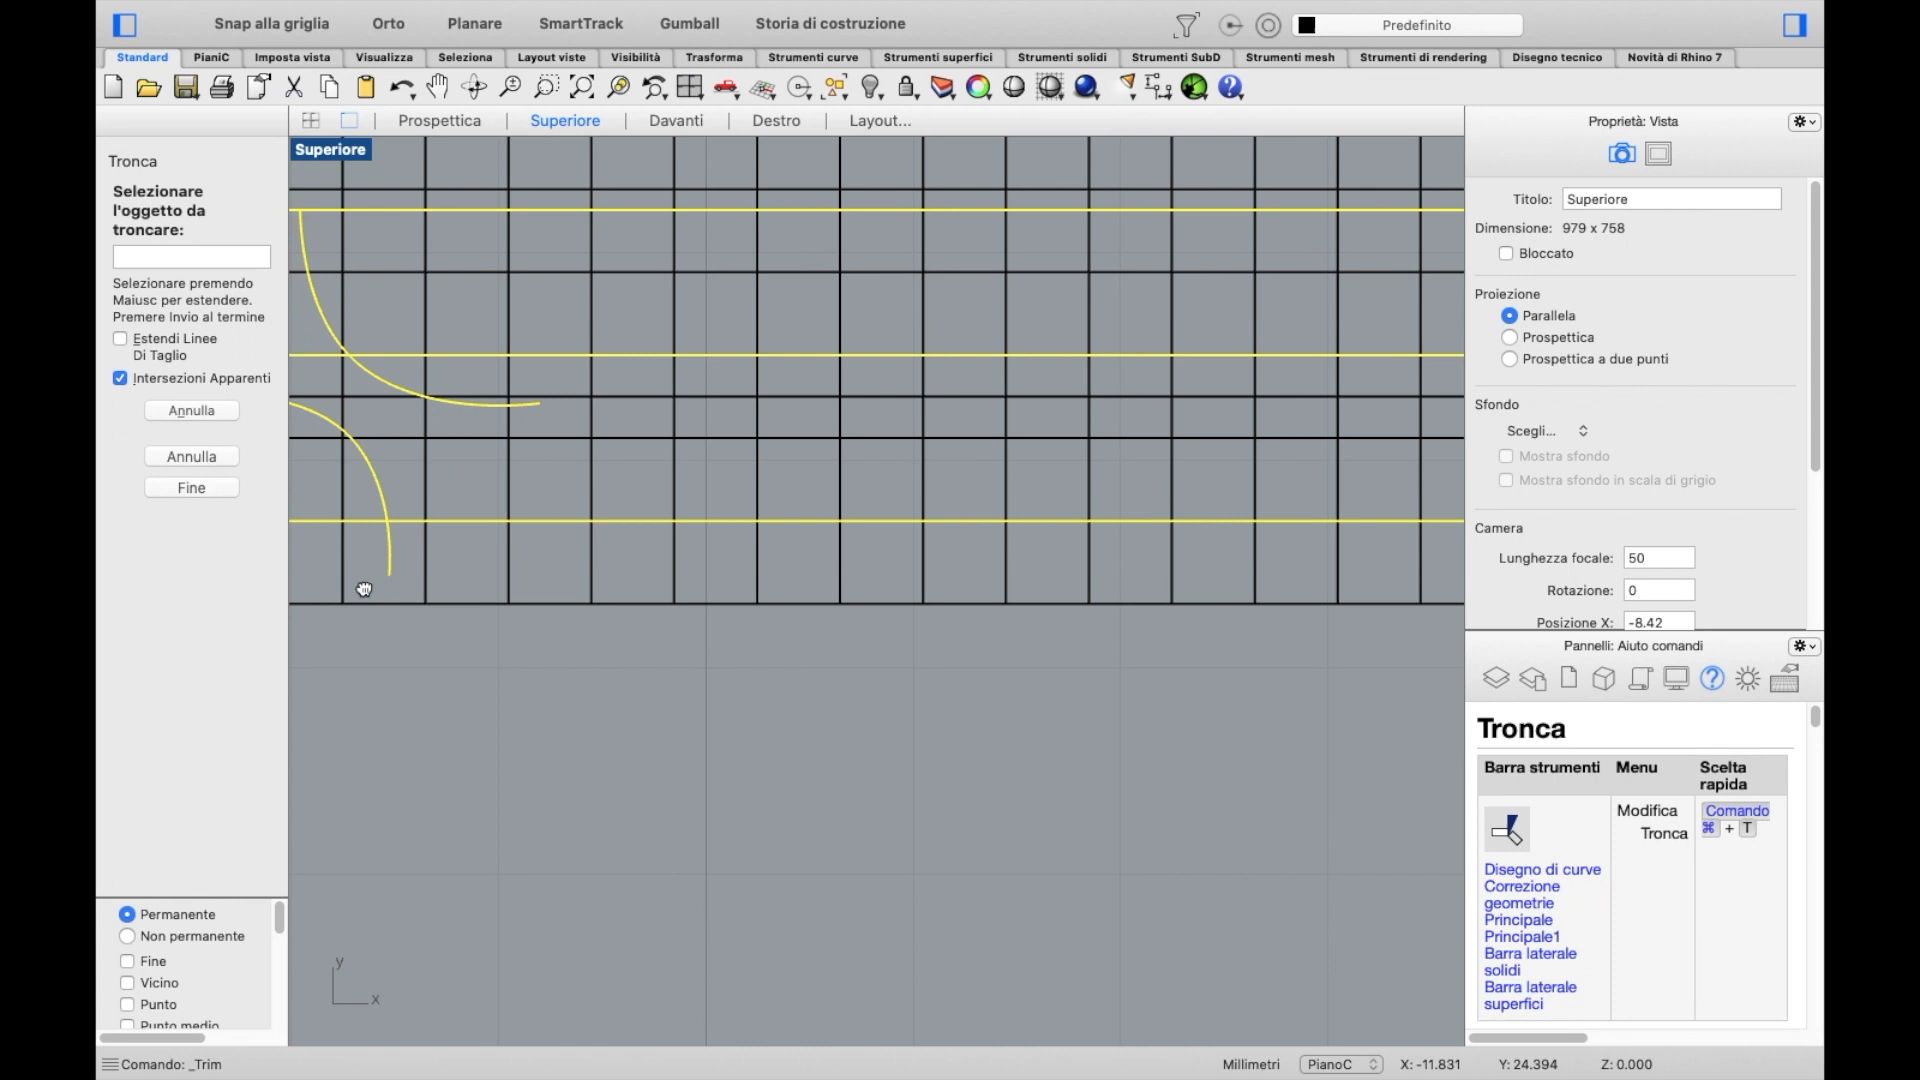 Snap alla griglia Orto Planare SmartTrack Gumball Storia di costruzione Predefinito
Standard PianiC Imposta vista Visualizza Seleziona Layout viste Visibilità Trasforma Strumenti curve Strumenti superfici Strumenti solidi Strumenti SubD Strumenti mesh Strumenti di rendering Disegno tecnico Novità di Rhino 7
Prospettica Superiore Davanti Destro Layout...
Superiore
Tronca
Selezionare
l'oggetto da
troncare:
Selezionare premendo
Maiusc per estendere.
Premere Invio al termine
Estendi Linee
Di Taglio
Intersezioni Apparenti
Annulla
Annulla
Fine
Permanente
Non permanente
Fine
Vicino
Punto
Punto medio
y
x
Proprietà: Vista
Titolo: Superiore
Dimensione: 979 x 758
Bloccato
Proiezione
Parallela
Prospettica
Prospettica a due punti
Sfondo
Scegli...
Mostra sfondo
Mostra sfondo in scala di grigio
Camera
Lunghezza focale: 50
Rotazione: 0
Posizione X: -8.42
Pannelli: Aiuto comandi
Tronca
Barra strumenti Menu Scelta
rapida
Modifica Comando
Tronca ⌘ + T
Disegno di curve
Correzione
geometrie
Principale
Principale1
Barra laterale
solidi
Barra laterale
superfici
Comando: _Trim Millimetri PianoC X: -11.831 Y: 24.394 Z: 0.000